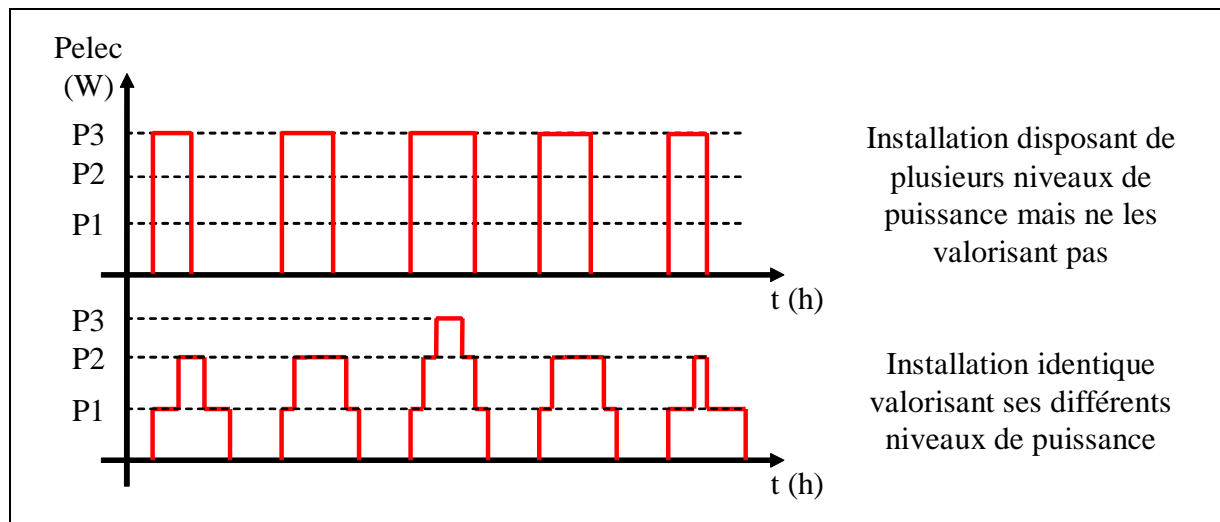 Pelec
(W)
P3
P2
P1
t (h)
Installation disposant de
plusieurs niveaux de
puissance mais ne les
valorisant pas
P3
P2
P1
t (h)
Installation identique
valorisant ses différents
niveaux de puissance